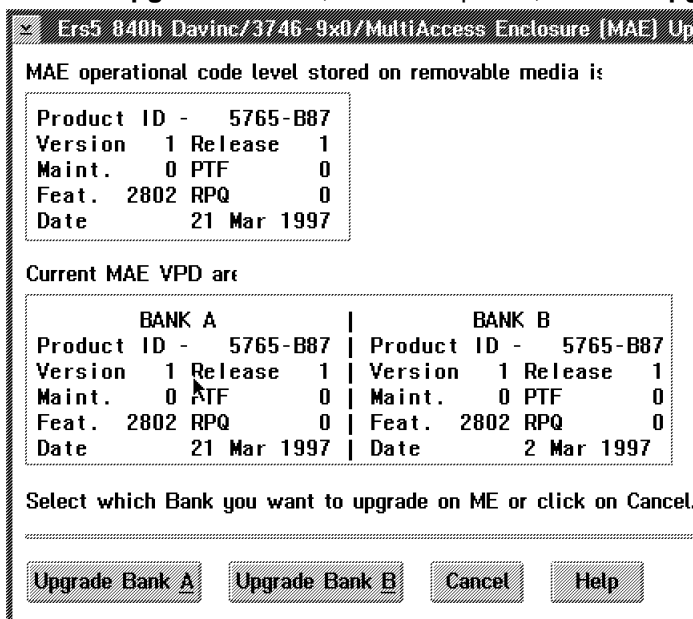 Ers5 840h Davinc/3746-9x0/MultiAccess Enclosure (MAE) Up
MAE operational code level stored on removable media is
Product ID - 5765-B87
Version 1 Release 1
Maint. 0 PTF 0
Feat. 2802 RPQ 0
Date 21 Mar 1997
Current MAE VPD are
BANK A | BANK B
Product ID - 5765-B87 | Product ID - 5765-B87
Version 1 Release 1 | Version 1 Release 1
Maint. 0 PTF 0 | Maint. 0 PTF 0
Feat. 2802 RPQ 0 | Feat. 2802 RPQ 0
Date 21 Mar 1997 | Date 2 Mar 1997
Select which Bank you want to upgrade on ME or click on Cancel.
Upgrade Bank A Upgrade Bank B Cancel Help